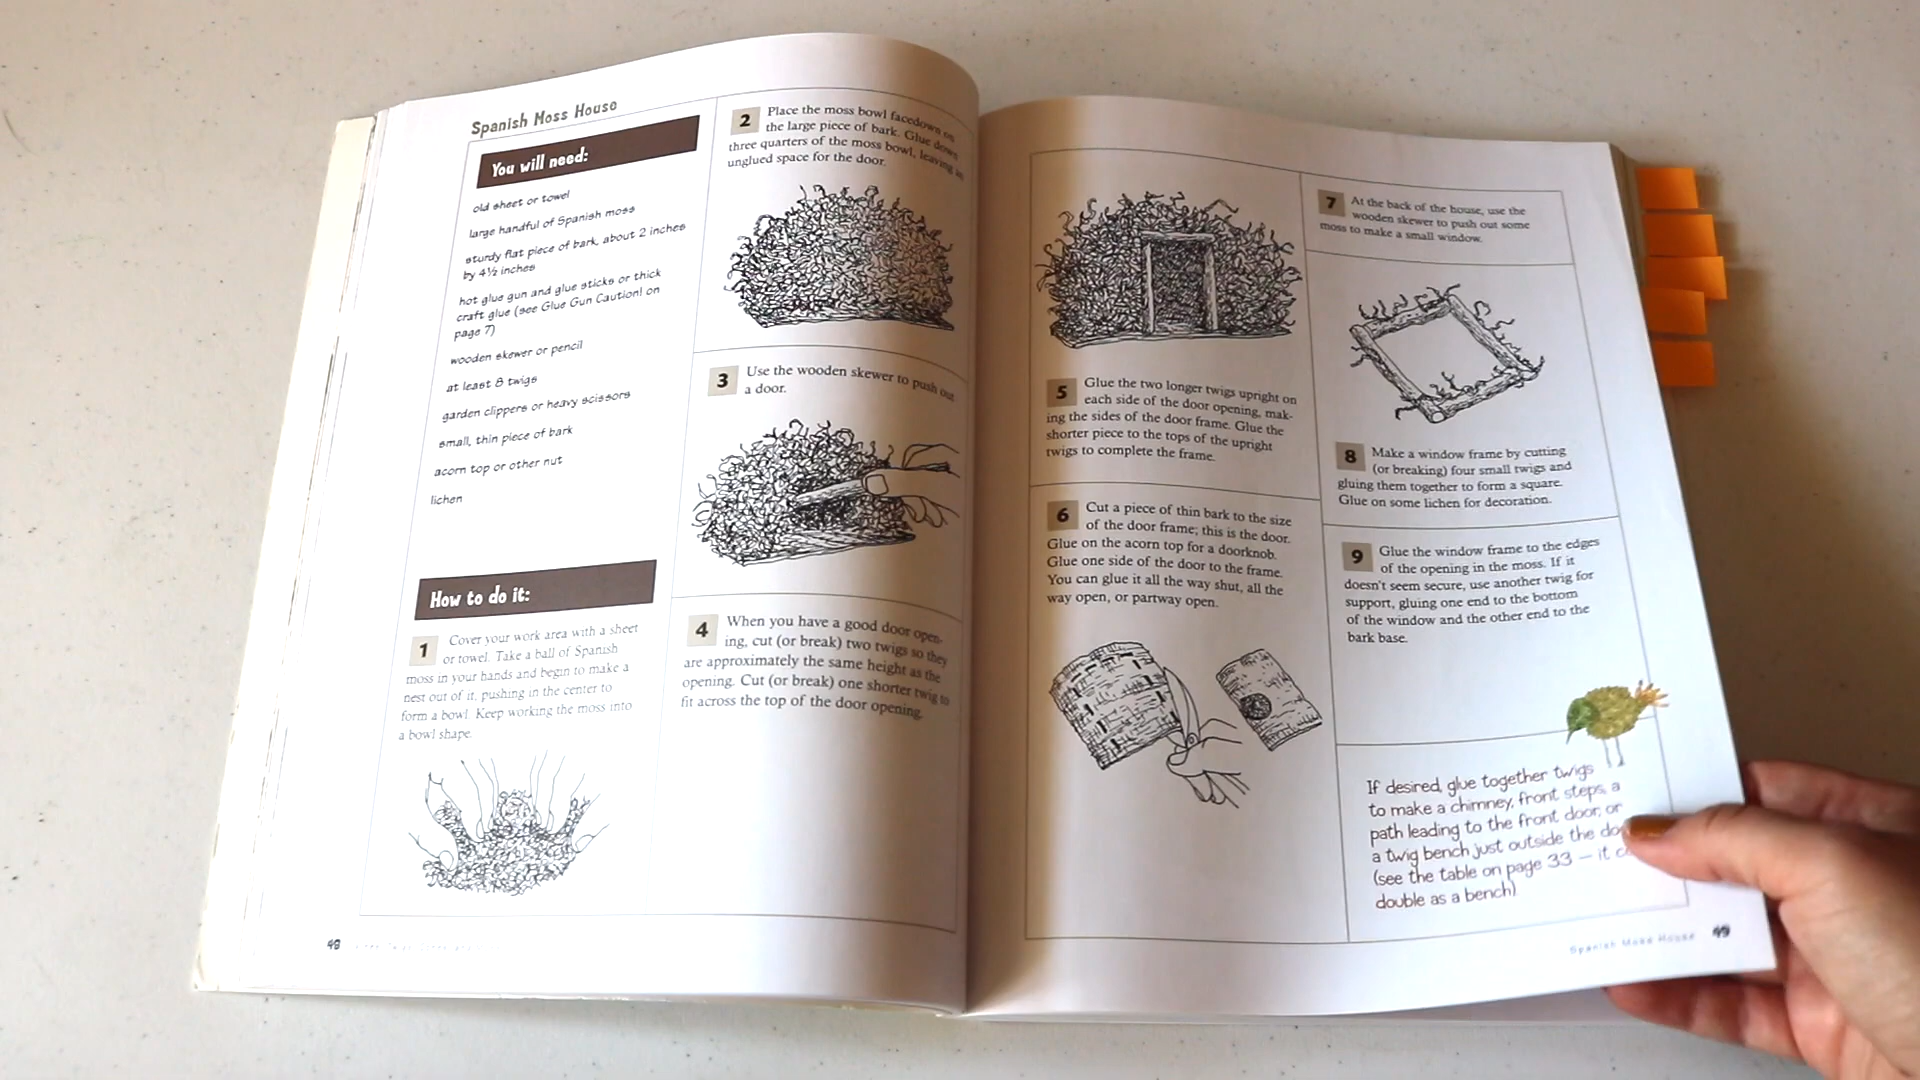 Spanish Moss House
You will need:
old sheet or towel
large handful of Spanish moss
sturdy flat piece of bark, about 2 inches
by 4½ inches
hot glue gun and glue sticks or thick
craft glue (see Glue Gun Caution! on
page 7)
wooden skewer or pencil
at least 8 twigs
garden clippers or heavy scissors
small, thin piece of bark
acorn top or other nut
lichen
How to do it:
1 Cover your work area with a sheet
or towel. Take a ball of Spanish
moss in your hands and begin to make a
nest out of it, pushing in the center to
form a bowl. Keep working the moss into
a bowl shape.
48
2 Place the moss bowl facedown on
the large piece of bark. Glue down
three quarters of the moss bowl, leaving an
unglued space for the door.
3 Use the wooden skewer to push out
a door.
4 When you have a good door open-
ing, cut (or break) two twigs so they
are approximately the same height as the
opening. Cut (or break) one shorter twig to
fit across the top of the door opening.
5 Glue the two longer twigs upright on
each side of the door opening, mak-
ing the sides of the door frame. Glue the
shorter piece to the tops of the upright
twigs to complete the frame.
6 Cut a piece of thin bark to the size
of the door frame; this is the door.
Glue on the acorn top for a doorknob.
Glue one side of the door to the frame.
You can glue it all the way shut, all the
way open, or partway open.
7 At the back of the house, use the
wooden skewer to push out some
moss to make a small window.
8 Make a window frame by cutting
(or breaking) four small twigs and
gluing them together to form a square.
Glue on some lichen for decoration.
9 Glue the window frame to the edges
of the opening in the moss. If it
doesn't seem secure, use another twig for
support, gluing one end to the bottom
of the window and the other end to the
bark base.
If desired, glue together twigs
to make a chimney, front steps, a
path leading to the front door, or
a twig bench just outside the do
(see the table on page 33 — it c
double as a bench)
Spanish Moss House 49